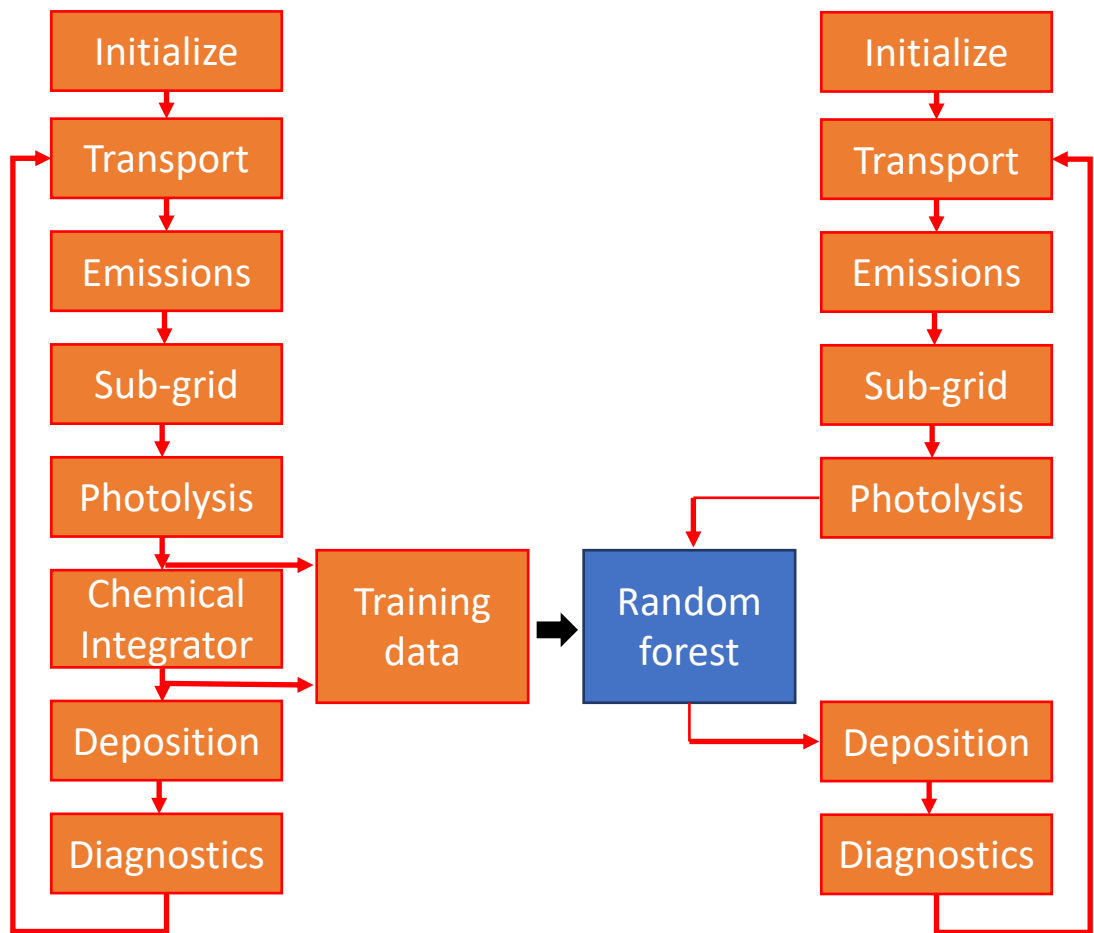 Initialize
Transport
Emissions
Sub-grid
Photolysis
Chemical
Integrator
Deposition
Diagnostics
Training
data
Random
forest
Initialize
Transport
Emissions
Sub-grid
Photolysis
Deposition
Diagnostics